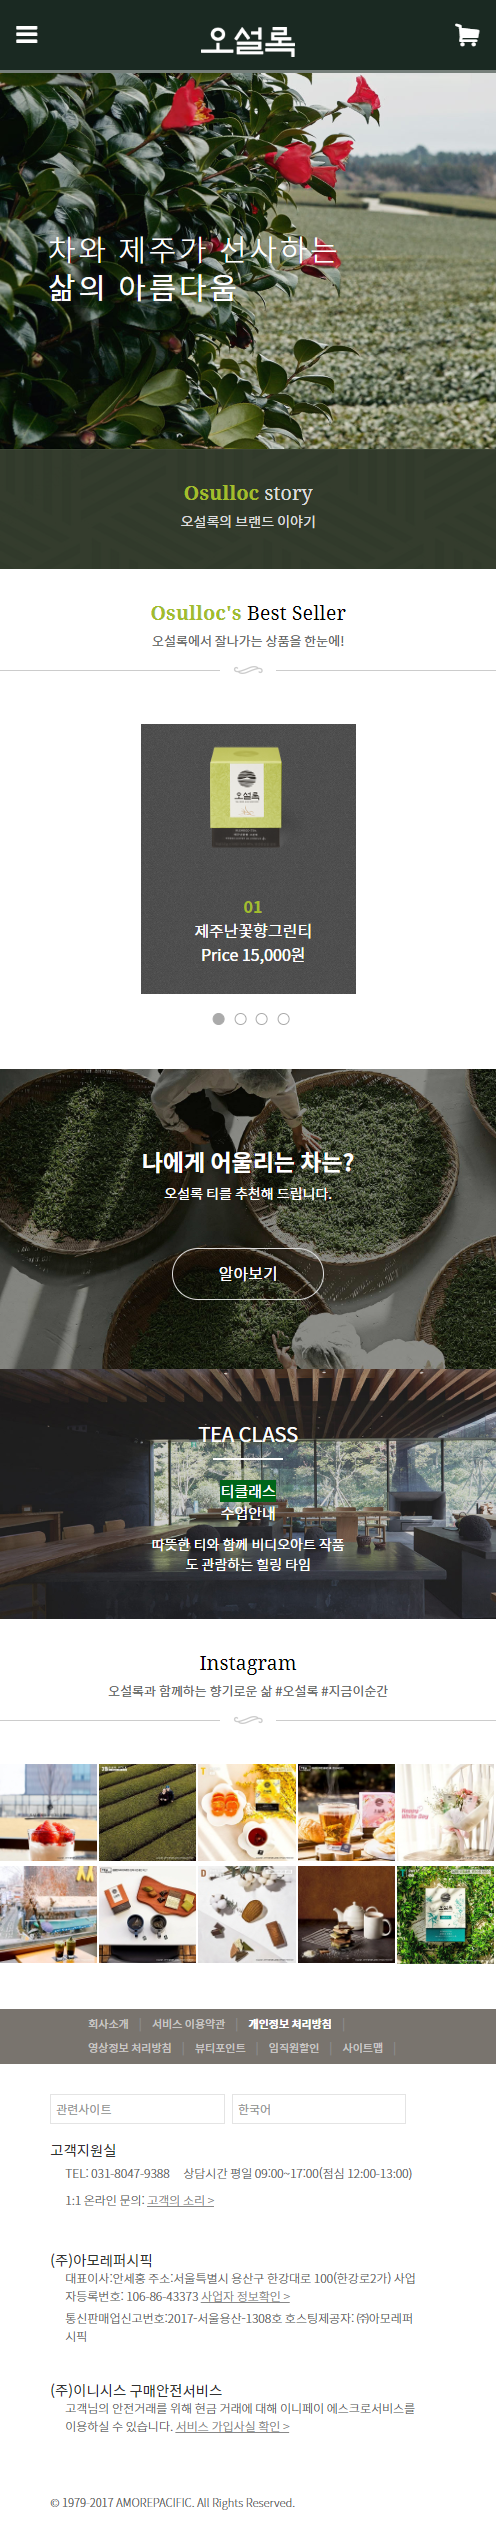 오설록
차와 제주가 선사하는
삶의 아름다움
Osulloc story
오설록의 브랜드 이야기
Osulloc's Best Seller
오설록에서 잘나가는 상품을 한눈에!
오설록
01
제주난꽃향그린티
Price 15,000원
나에게 어울리는 차는?
오설록 티를 추천해 드립니다.
알아보기
TEA CLASS
티클래스
수업안내
따뜻한 티와 함께 비디오아트 작품
도 관람하는 힐링 타임
Instagram
오설록과 함께하는 향기로운 삶 #오설록 #지금이순간
Happy
White Day
오설록
회사소개 | 서비스 이용약관 | 개인정보 처리방침 |
영상정보 처리방침 | 뷰티포인트 | 임직원할인 | 사이트맵 |
관련사이트 한국어
고객지원실
TEL: 031-8047-9388 상담시간 평일 09:00~17:00(점심 12:00-13:00)
1:1 온라인 문의: 고객의 소리 >
(주)아모레퍼시픽
대표이사:안세홍 주소:서울특별시 용산구 한강대로 100(한강로2가) 사업
자등록번호: 106-86-43373 사업자 정보확인 >
통신판매업신고번호:2017-서울용산-1308호 호스팅제공자: ㈜아모레퍼
시픽
(주)이니시스 구매안전서비스
고객님의 안전거래를 위해 현금 거래에 대해 이니페이 에스크로서비스를
이용하실 수 있습니다. 서비스 가입사실 확인 >
© 1979-2017 AMOREPACIFIC. All Rights Reserved.